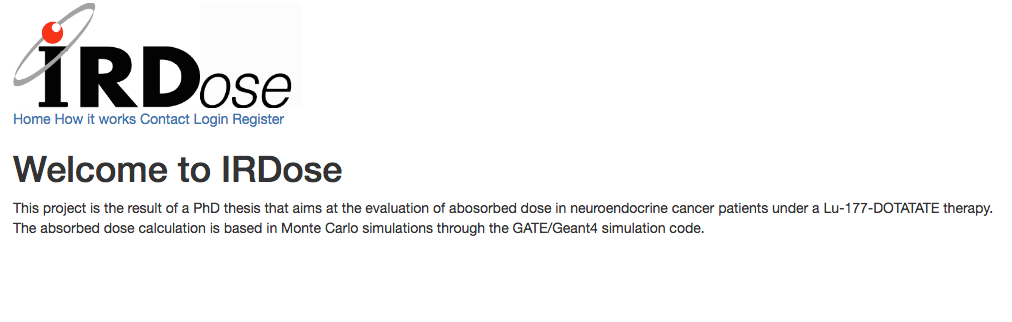 IRDose
Home How it works Contact Login Register
Welcome to IRDose
This project is the result of a PhD thesis that aims at the evaluation of abosorbed dose in neuroendocrine cancer patients under a Lu-177-DOTATATE therapy.
The absorbed dose calculation is based in Monte Carlo simulations through the GATE/Geant4 simulation code.